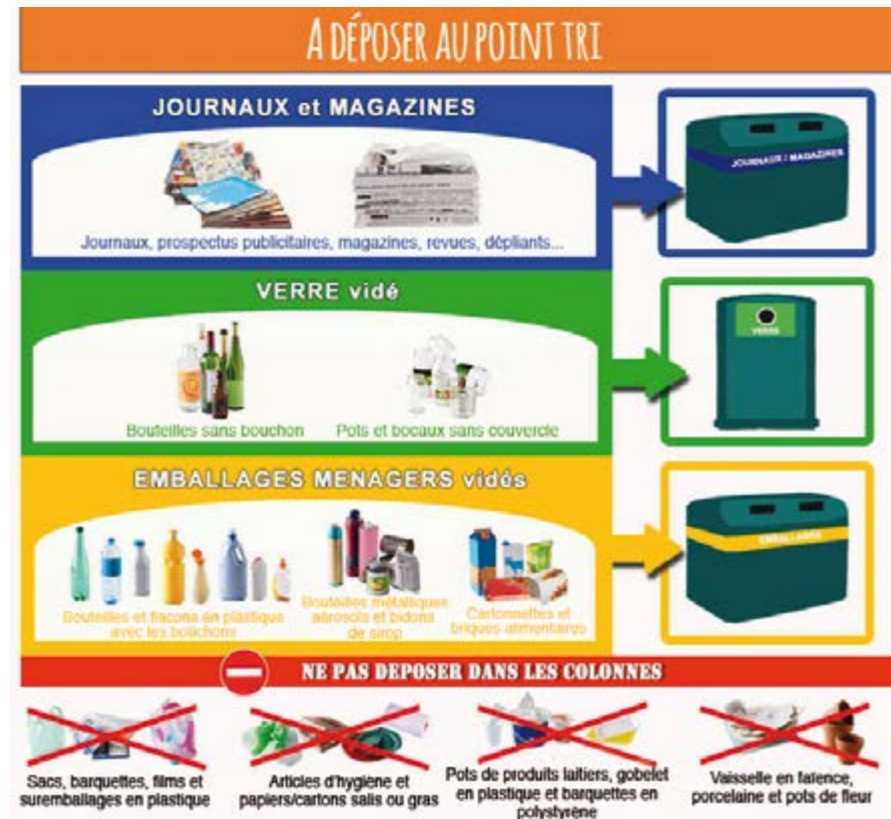 A DÉPOSER AU POINT TRI
JOURNAUX et MAGAZINES
Journaux, prospectus publicitaires, magazines, revues, dépliants...
JOURNAUX / MAGAZINES
VERRE vidé
Bouteilles sans bouchon
Pots et bocaux sans couvercle
VERRE
EMBALLAGES MENAGERS vidés
Bouteilles et flacons en plastique
avec les bouchons
Bouteilles métalliques
aérosols et bidons
de sirop
Cartonnettes et
briques alimentaires
EMBALLAGES
NE PAS DEPOSER DANS LES COLONNES
Sacs, barquettes, films et
suremballages en plastique
Articles d'hygiène et
papiers/cartons salis ou gras
Pots de produits laitiers, gobelet
en plastique et barquettes en
polystyrène
Vaisselle en faïence,
porcelaine et pots de fleur